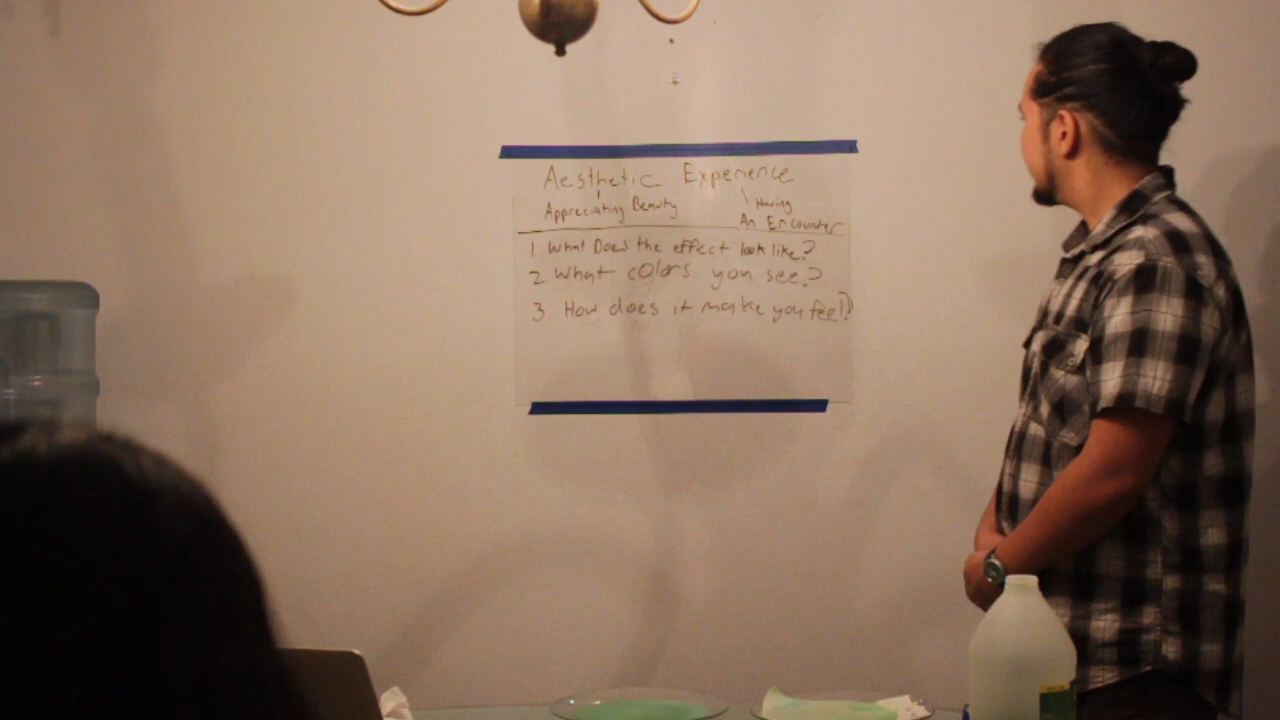 Aesthetic Experience
Appreciating Beauty Having
An Encounter
1. What Does the effect look like?
2 What colors you see?
3. How does it make you feel?